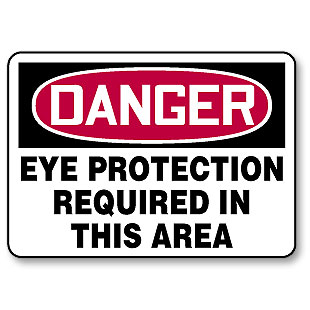 DANGER
EYE PROTECTION
REQUIRED IN
THIS AREA